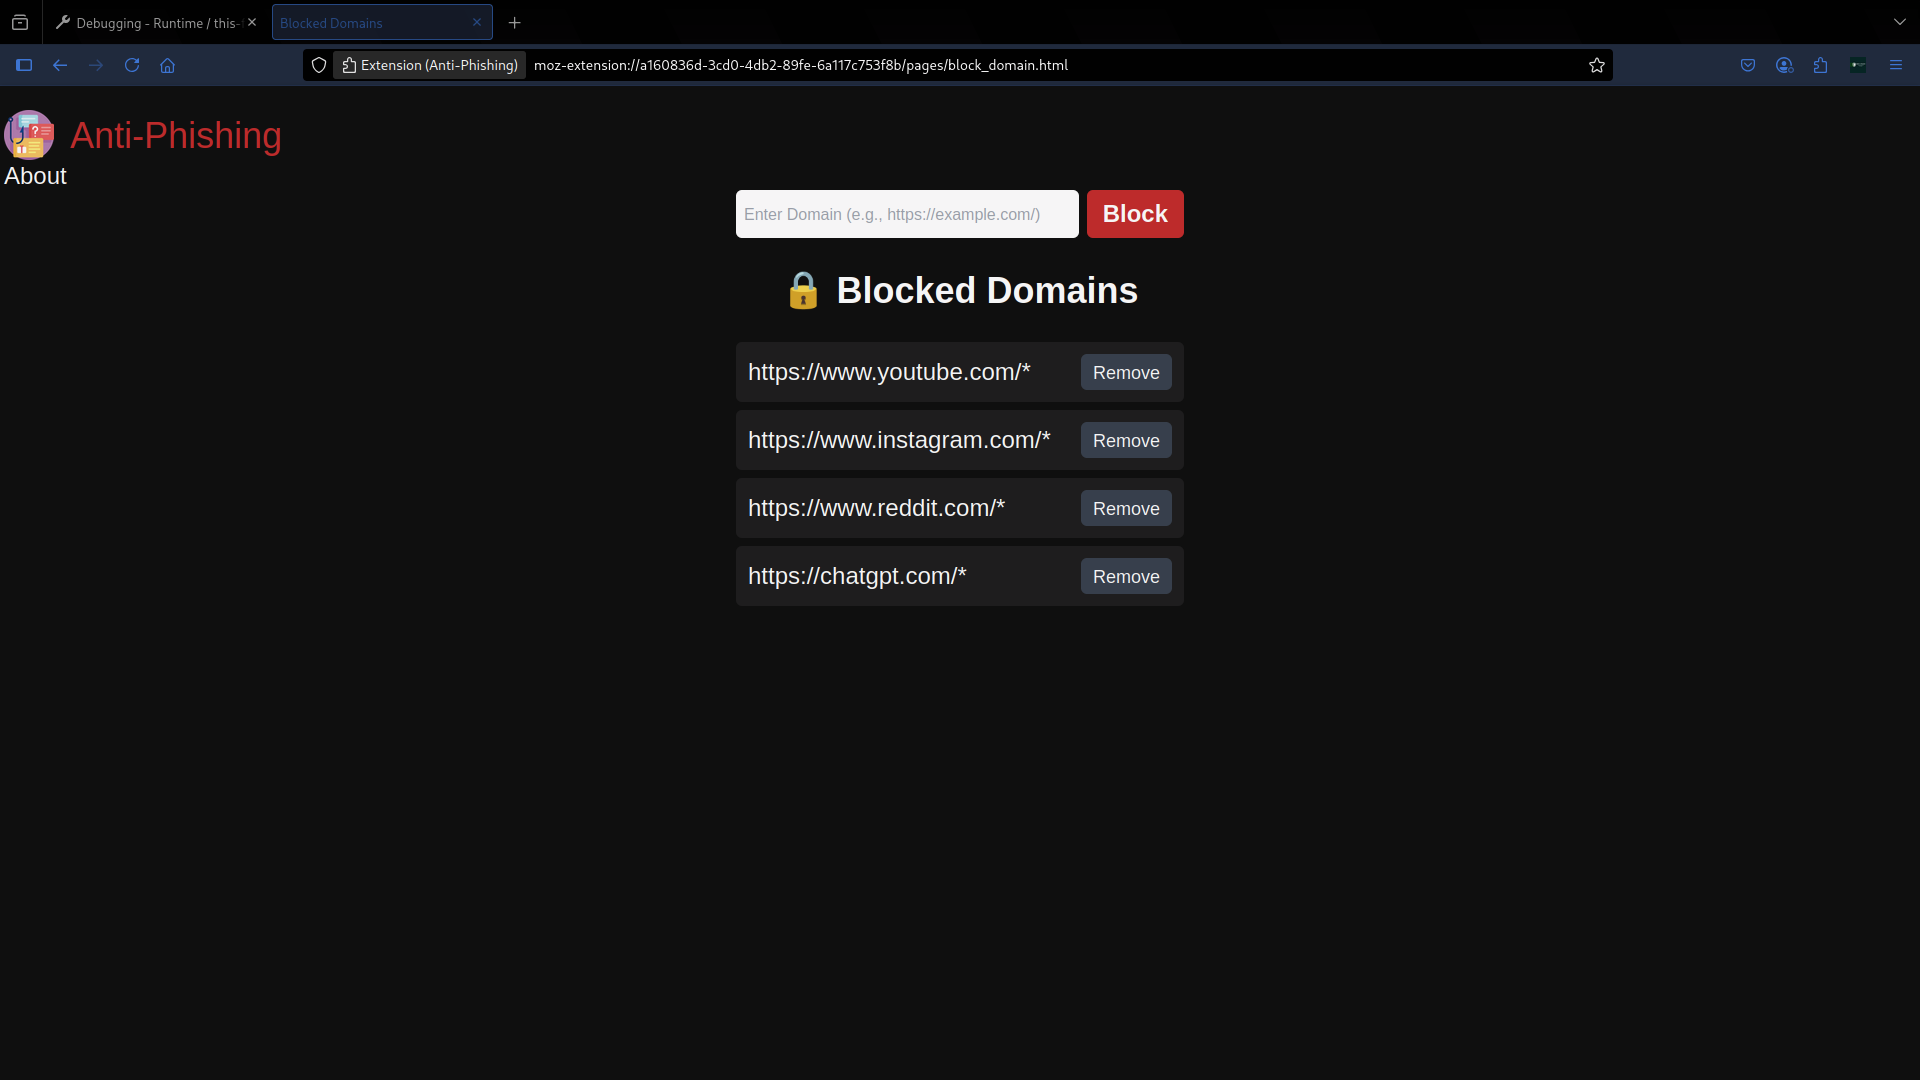 Debugging - Runtime / this-
Blocked Domains
Extension (Anti-Phishing)
moz-extension://a160836d-3cd0-4db2-89fe-6a117c753f8b/pages/block_domain.html
Anti-Phishing
About
Enter Domain (e.g., https://example.com/)
Block
🔒 Blocked Domains
https://www.youtube.com/*
Remove
https://www.instagram.com/*
Remove
https://www.reddit.com/*
Remove
https://chatgpt.com/*
Remove